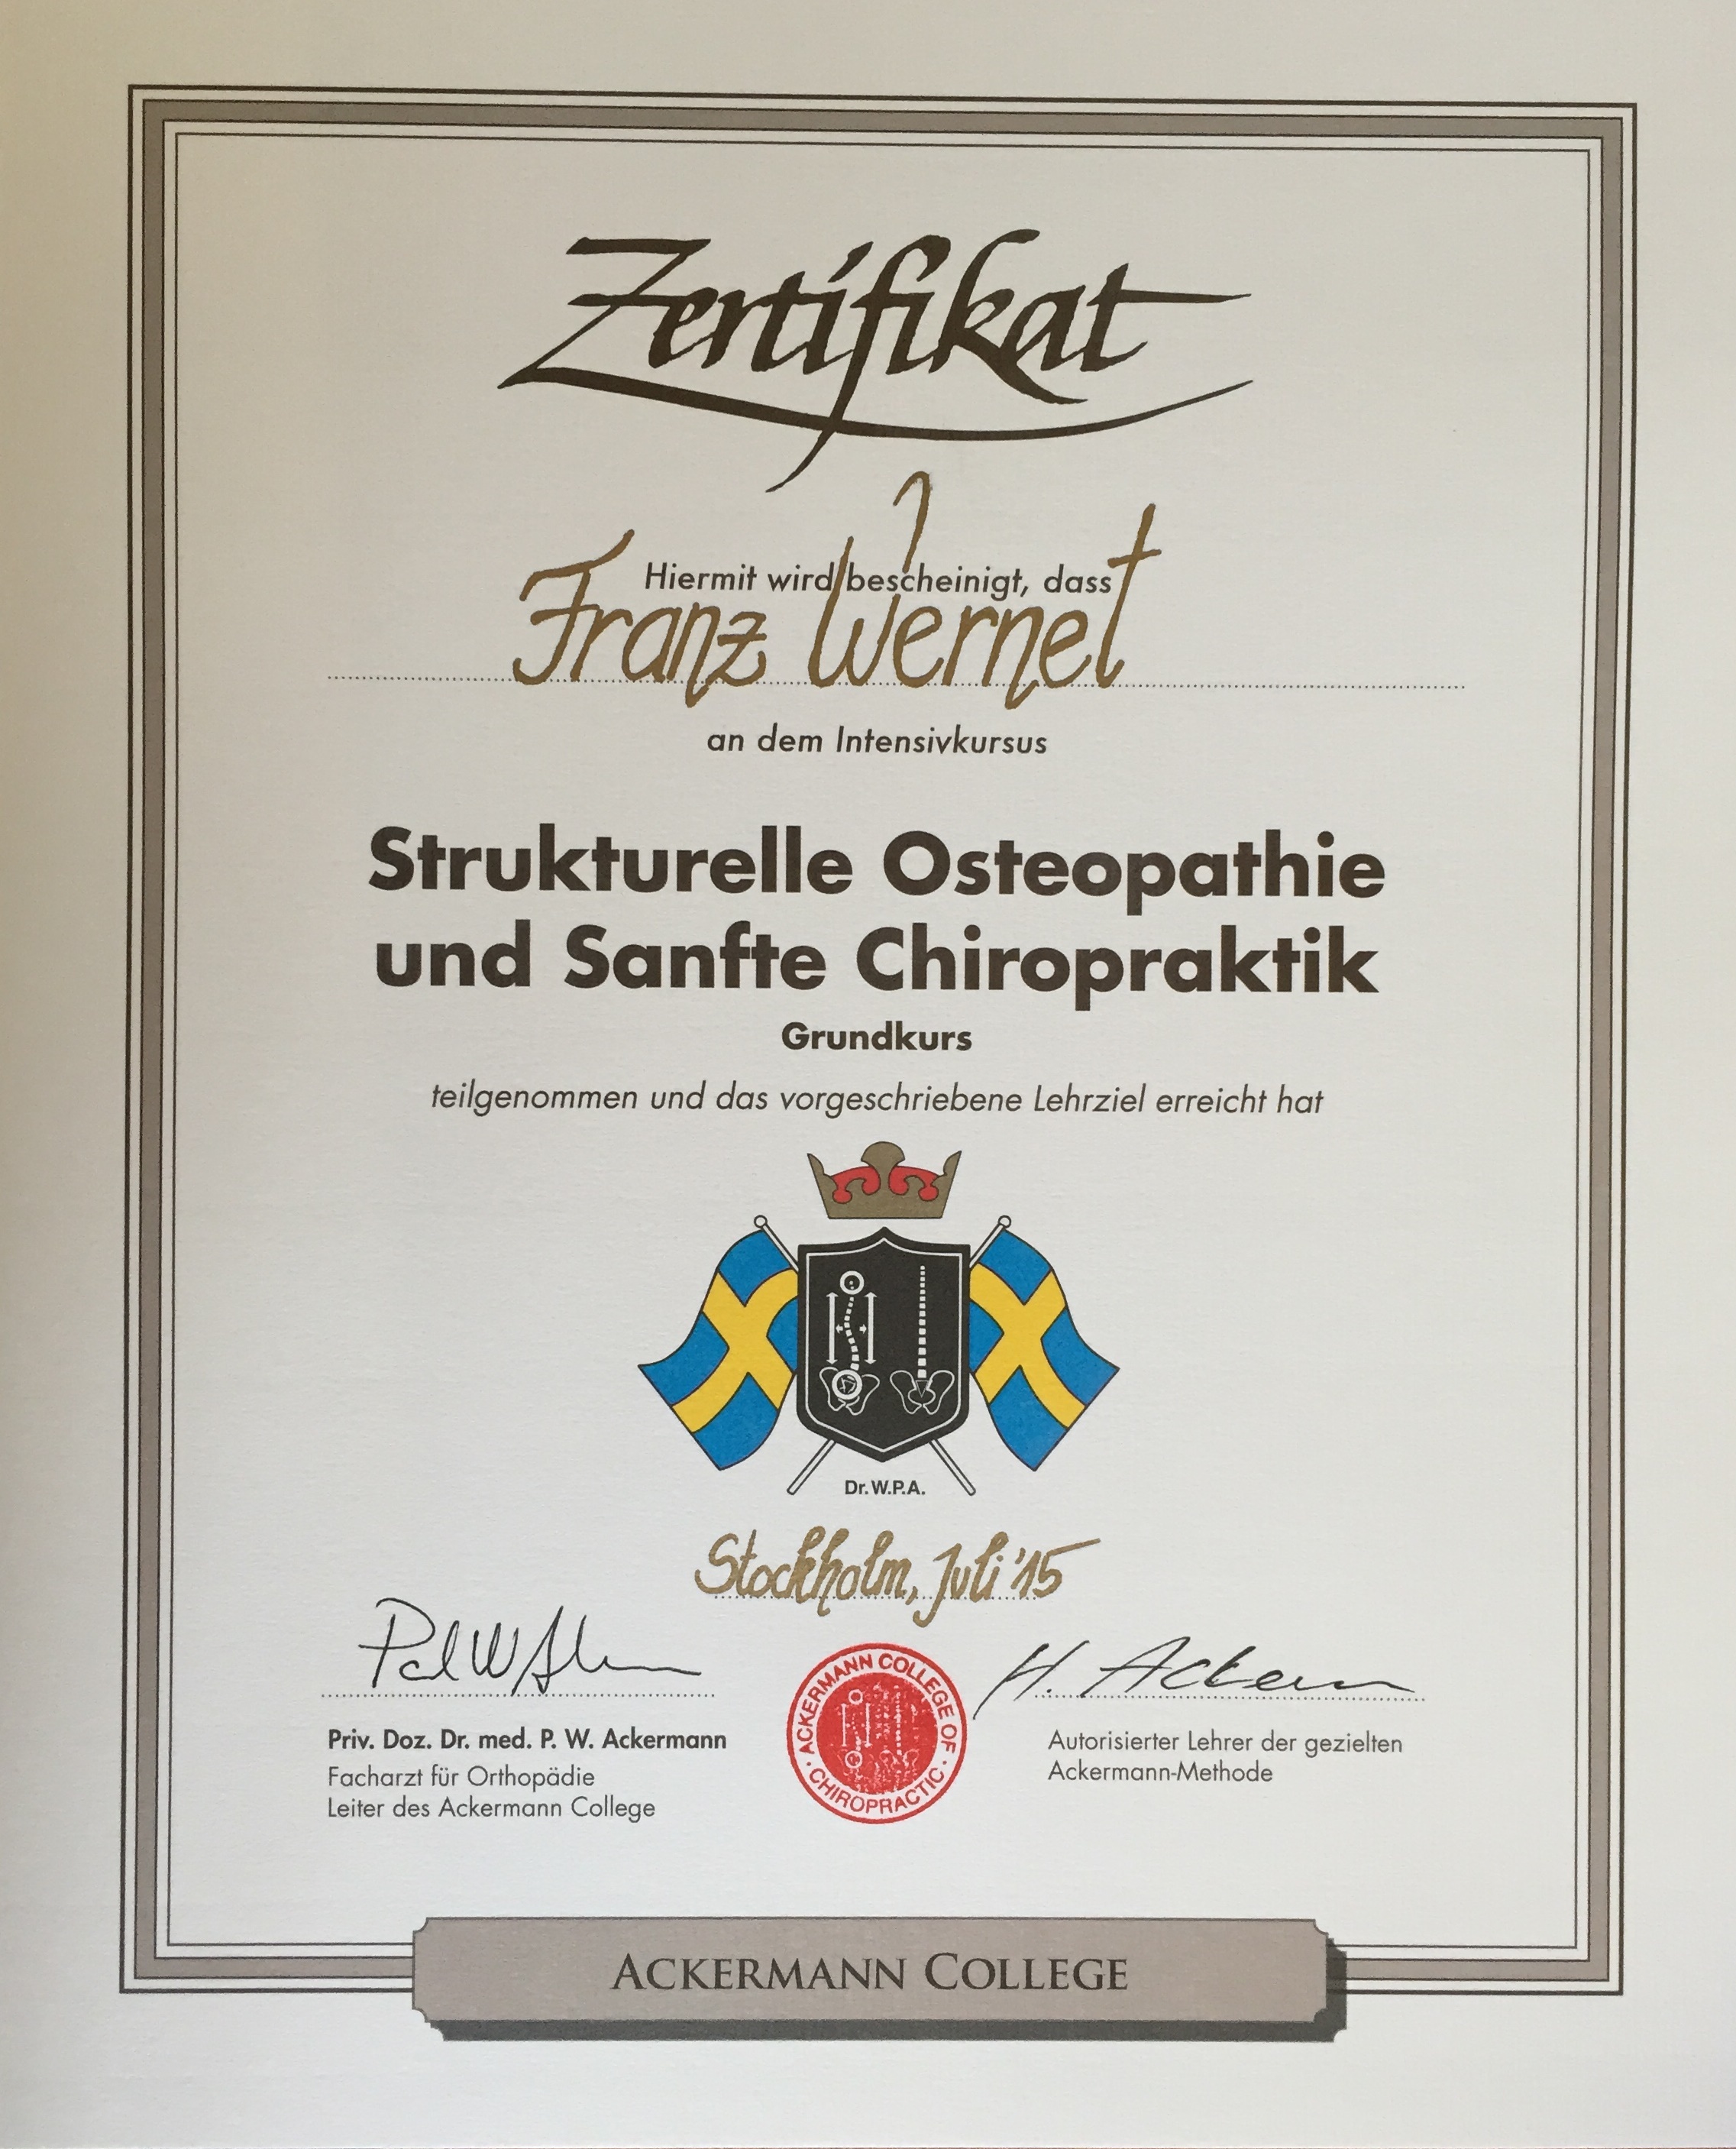 Zertifikat
Hiermit wird bescheinigt, dass
Franz Wernet
an dem Intensivkursus
Strukturelle Osteopathie
und Sanfte Chiropraktik
Grundkurs
teilgenommen und das vorgeschriebene Lehrziel erreicht hat
Dr. W.P.A.
Stockholm, Juli '15
H. Ackermann
Priv. Doz. Dr. med. P. W. Ackermann
Facharzt für Orthopädie
Leiter des Ackermann College
ACKERMANN COLLEGE OF
· CHIROPRACTIC ·
Autorisierter Lehrer der gezielten
Ackermann-Methode
ACKERMANN COLLEGE